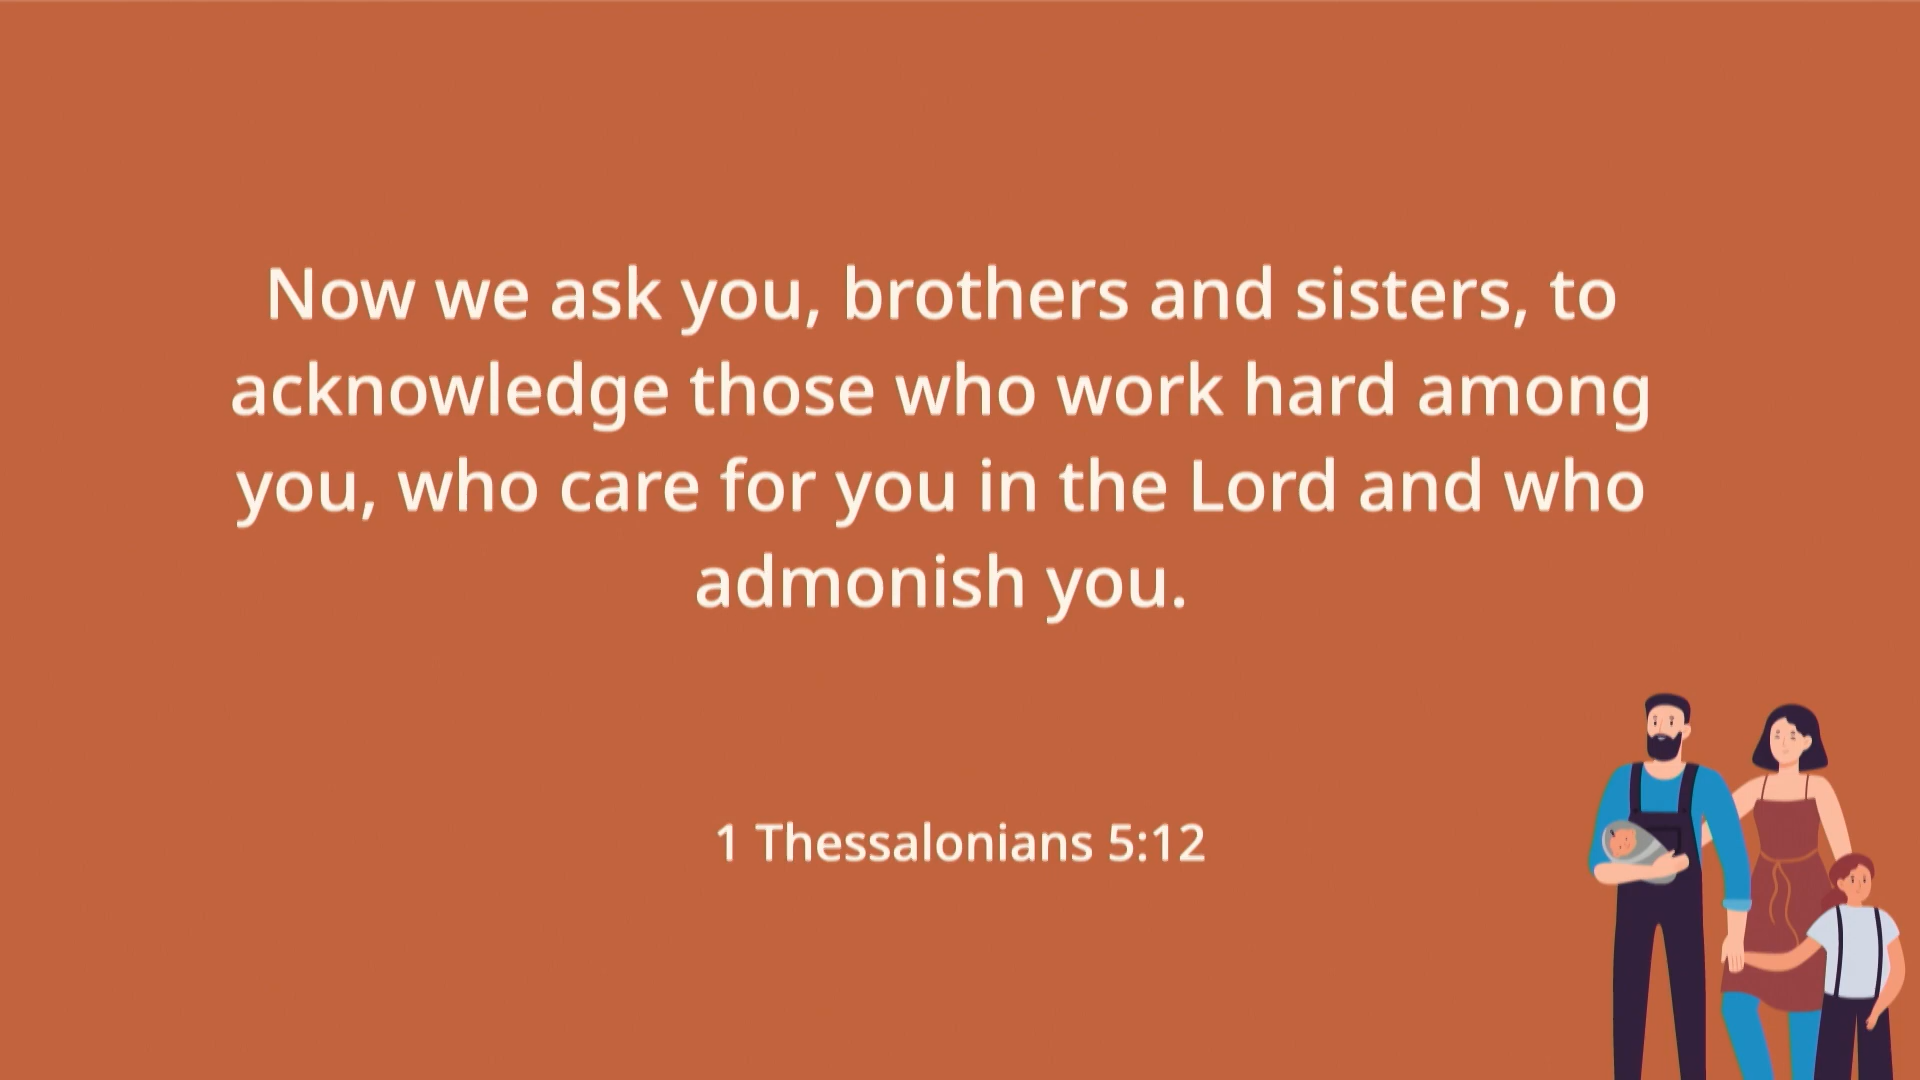 Now we ask you, brothers and sisters, to
acknowledge those who work hard among
you, who care for you in the Lord and who
admonish you.
1 Thessalonians 5:12